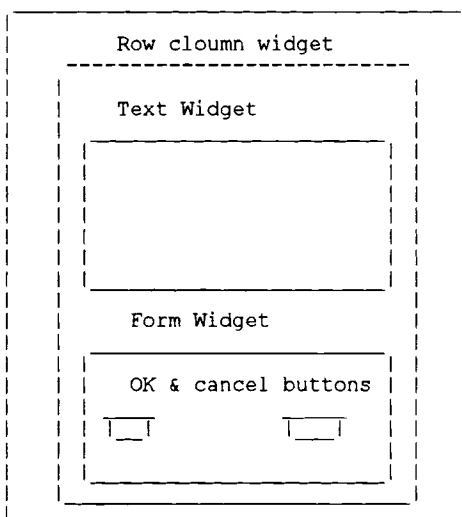 Row cloumn widget
Text Widget
Form Widget
OK & cancel buttons